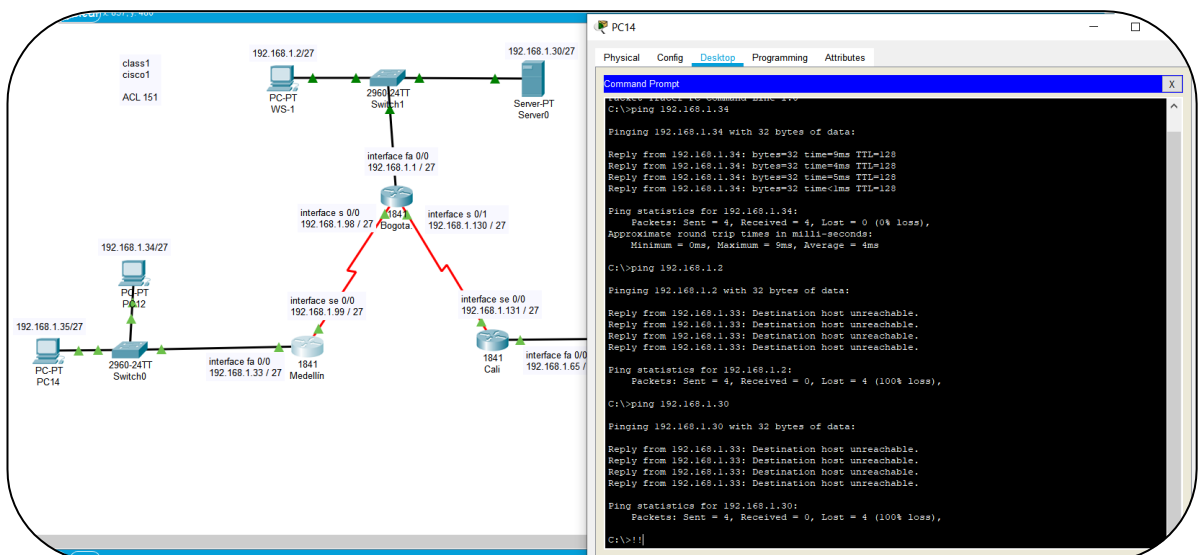 class1
cisco1
ACL 151
192.168.1.2/27
PC-PT
WS-1
2960-24TT
Switch1
192.168.1.30/27
Server-PT
Server0
interface fa 0/0
192.168.1.1 / 27
1841
Bogota
interface s 0/0
192.168.1.98 / 27
interface s 0/1
192.168.1.130 / 27
192.168.1.34/27
PC-PT
PC12
interface se 0/0
192.168.1.99 / 27
interface se 0/0
192.168.1.131 / 27
192.168.1.35/27
PC-PT
PC14
2960-24TT
Switch0
interface fa 0/0
192.168.1.33 / 27
1841
Medellín
1841
Cali
interface fa 0/0
192.168.1.65 /
PC14
Physical Config Desktop Programming Attributes
Command Prompt X
Packet Tracer PC Command Line 1.0
C:\>ping 192.168.1.34
Pinging 192.168.1.34 with 32 bytes of data:
Reply from 192.168.1.34: bytes=32 time=9ms TTL=128
Reply from 192.168.1.34: bytes=32 time=4ms TTL=128
Reply from 192.168.1.34: bytes=32 time=5ms TTL=128
Reply from 192.168.1.34: bytes=32 time<1ms TTL=128
Ping statistics for 192.168.1.34:
Packets: Sent = 4, Received = 4, Lost = 0 (0% loss),
Approximate round trip times in milli-seconds:
Minimum = 0ms, Maximum = 9ms, Average = 4ms
C:\>ping 192.168.1.2
Pinging 192.168.1.2 with 32 bytes of data:
Reply from 192.168.1.33: Destination host unreachable.
Reply from 192.168.1.33: Destination host unreachable.
Reply from 192.168.1.33: Destination host unreachable.
Reply from 192.168.1.33: Destination host unreachable.
Ping statistics for 192.168.1.2:
Packets: Sent = 4, Received = 0, Lost = 4 (100% loss),
C:\>ping 192.168.1.30
Pinging 192.168.1.30 with 32 bytes of data:
Reply from 192.168.1.33: Destination host unreachable.
Reply from 192.168.1.33: Destination host unreachable.
Reply from 192.168.1.33: Destination host unreachable.
Reply from 192.168.1.33: Destination host unreachable.
Ping statistics for 192.168.1.30:
Packets: Sent = 4, Received = 0, Lost = 4 (100% loss),
C:\>!!